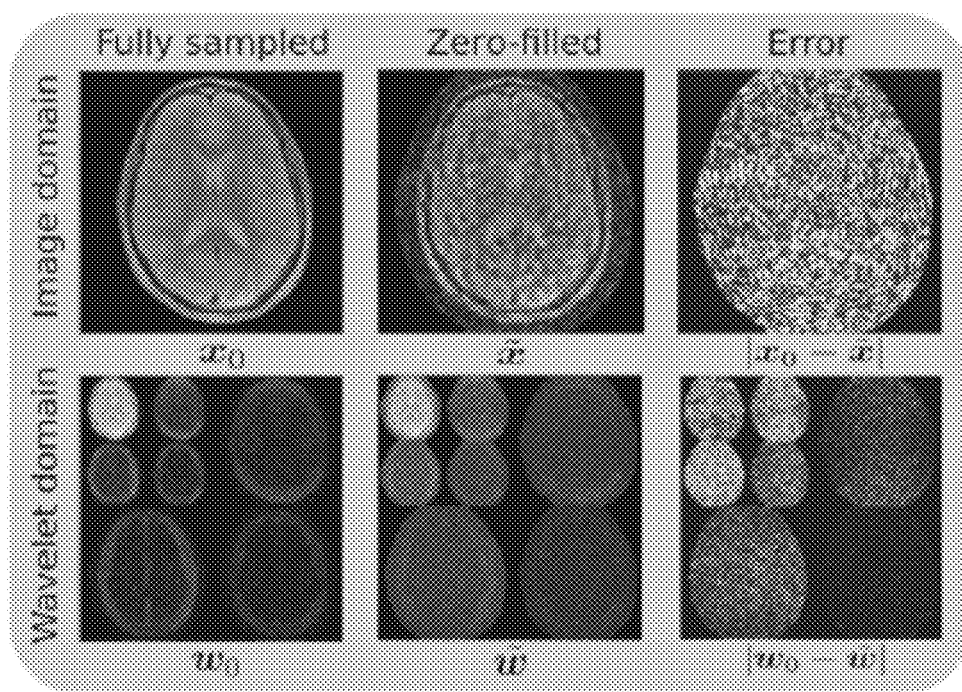 Fully sampled Zero-filled Error
Image domain
x₀ x̃ |x₀ − x̃|
Wavelet domain
w₀ w̃ |w₀ − w̃|